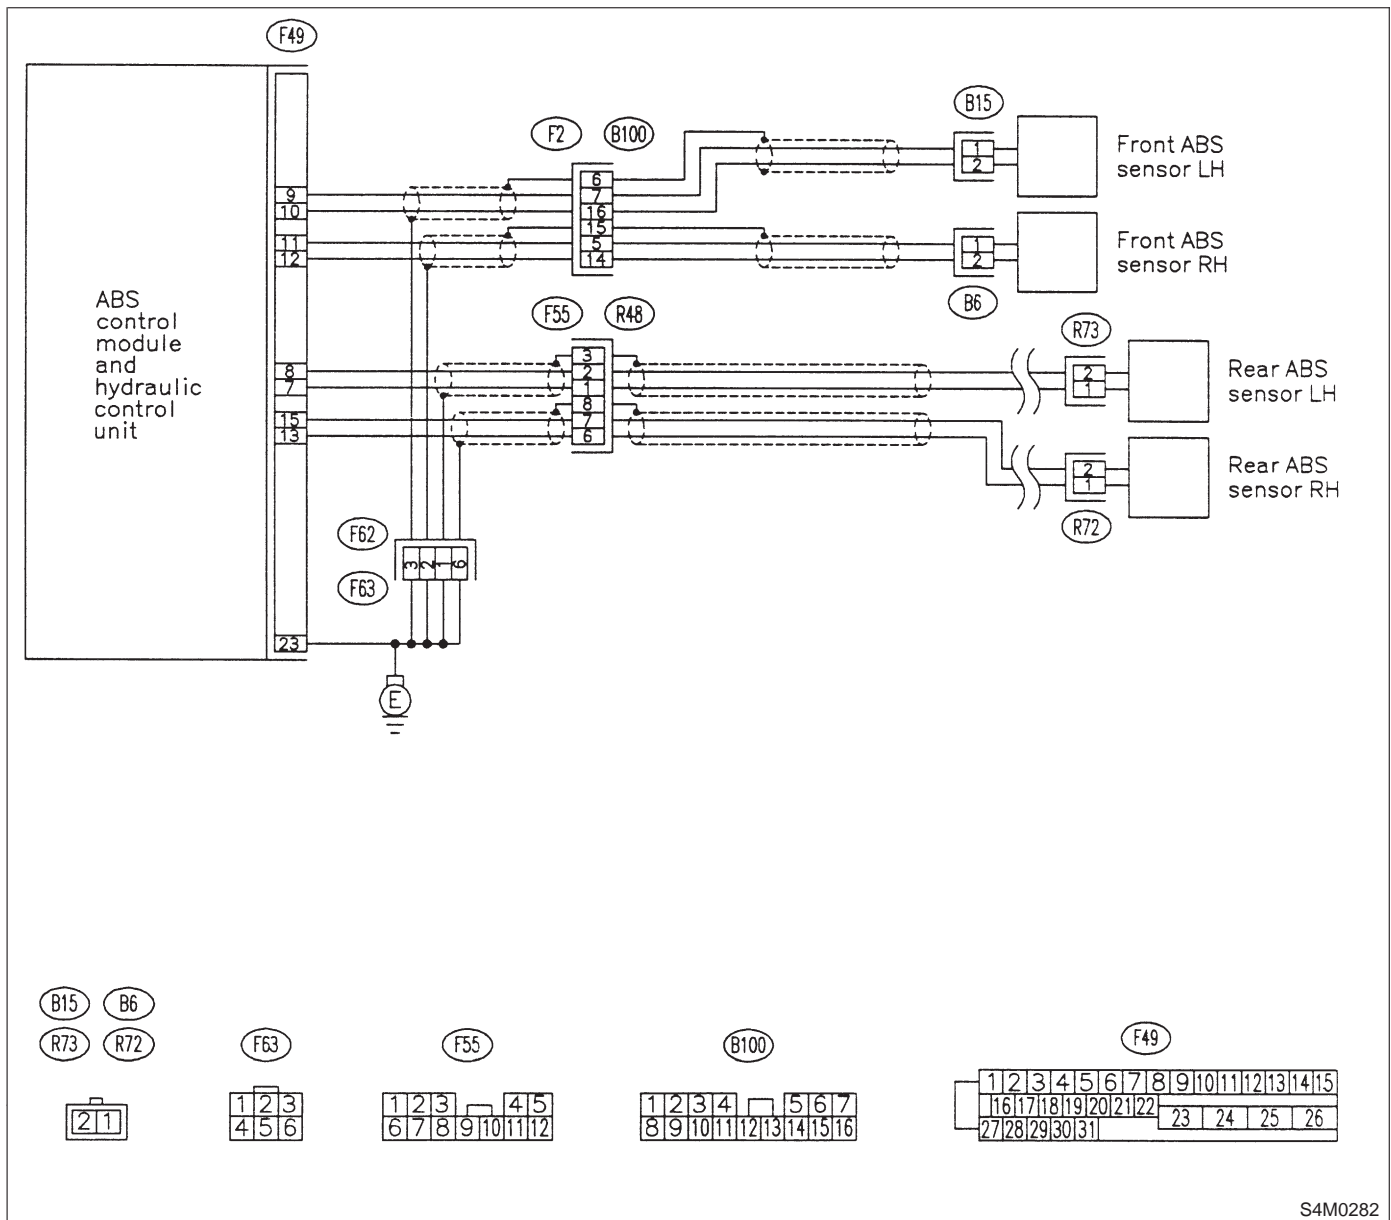 F49
B15
F2 B100
1
2
Front ABS
sensor LH
6
7
16
15
5
14
9
10
11
12
1
2
Front ABS
sensor RH
B6
ABS
control
module
and
hydraulic
control
unit
F55 R48
R73
3
2
1
8
7
6
8
7
15
13
2
1
Rear ABS
sensor LH
2
1
Rear ABS
sensor RH
R72
F62
3 2 1 6
F63
23
E
B15 B6
R73 R72
2 1
F63
1 2 3
4 5 6
F55
1 2 3 4 5
6 7 8 9 10 11 12
B100
1 2 3 4 5 6 7
8 9 10 11 12 13 14 15 16
F49
1 2 3 4 5 6 7 8 9 10 11 12 13 14 15
16 17 18 19 20 21 22
23 24 25 26
27 28 29 30 31
S4M0282